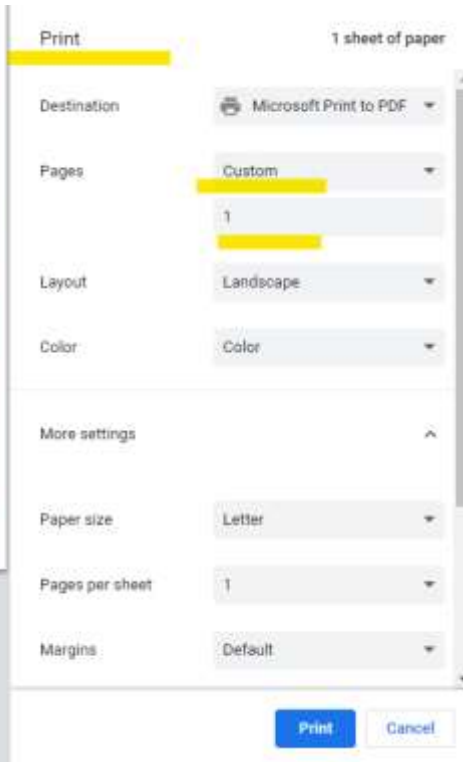 Print 1 sheet of paper
Destination Microsoft Print to PDF
Pages Custom
1
Layout Landscape
Color Color
More settings
Paper size Letter
Pages per sheet 1
Margins Default
Print Cancel